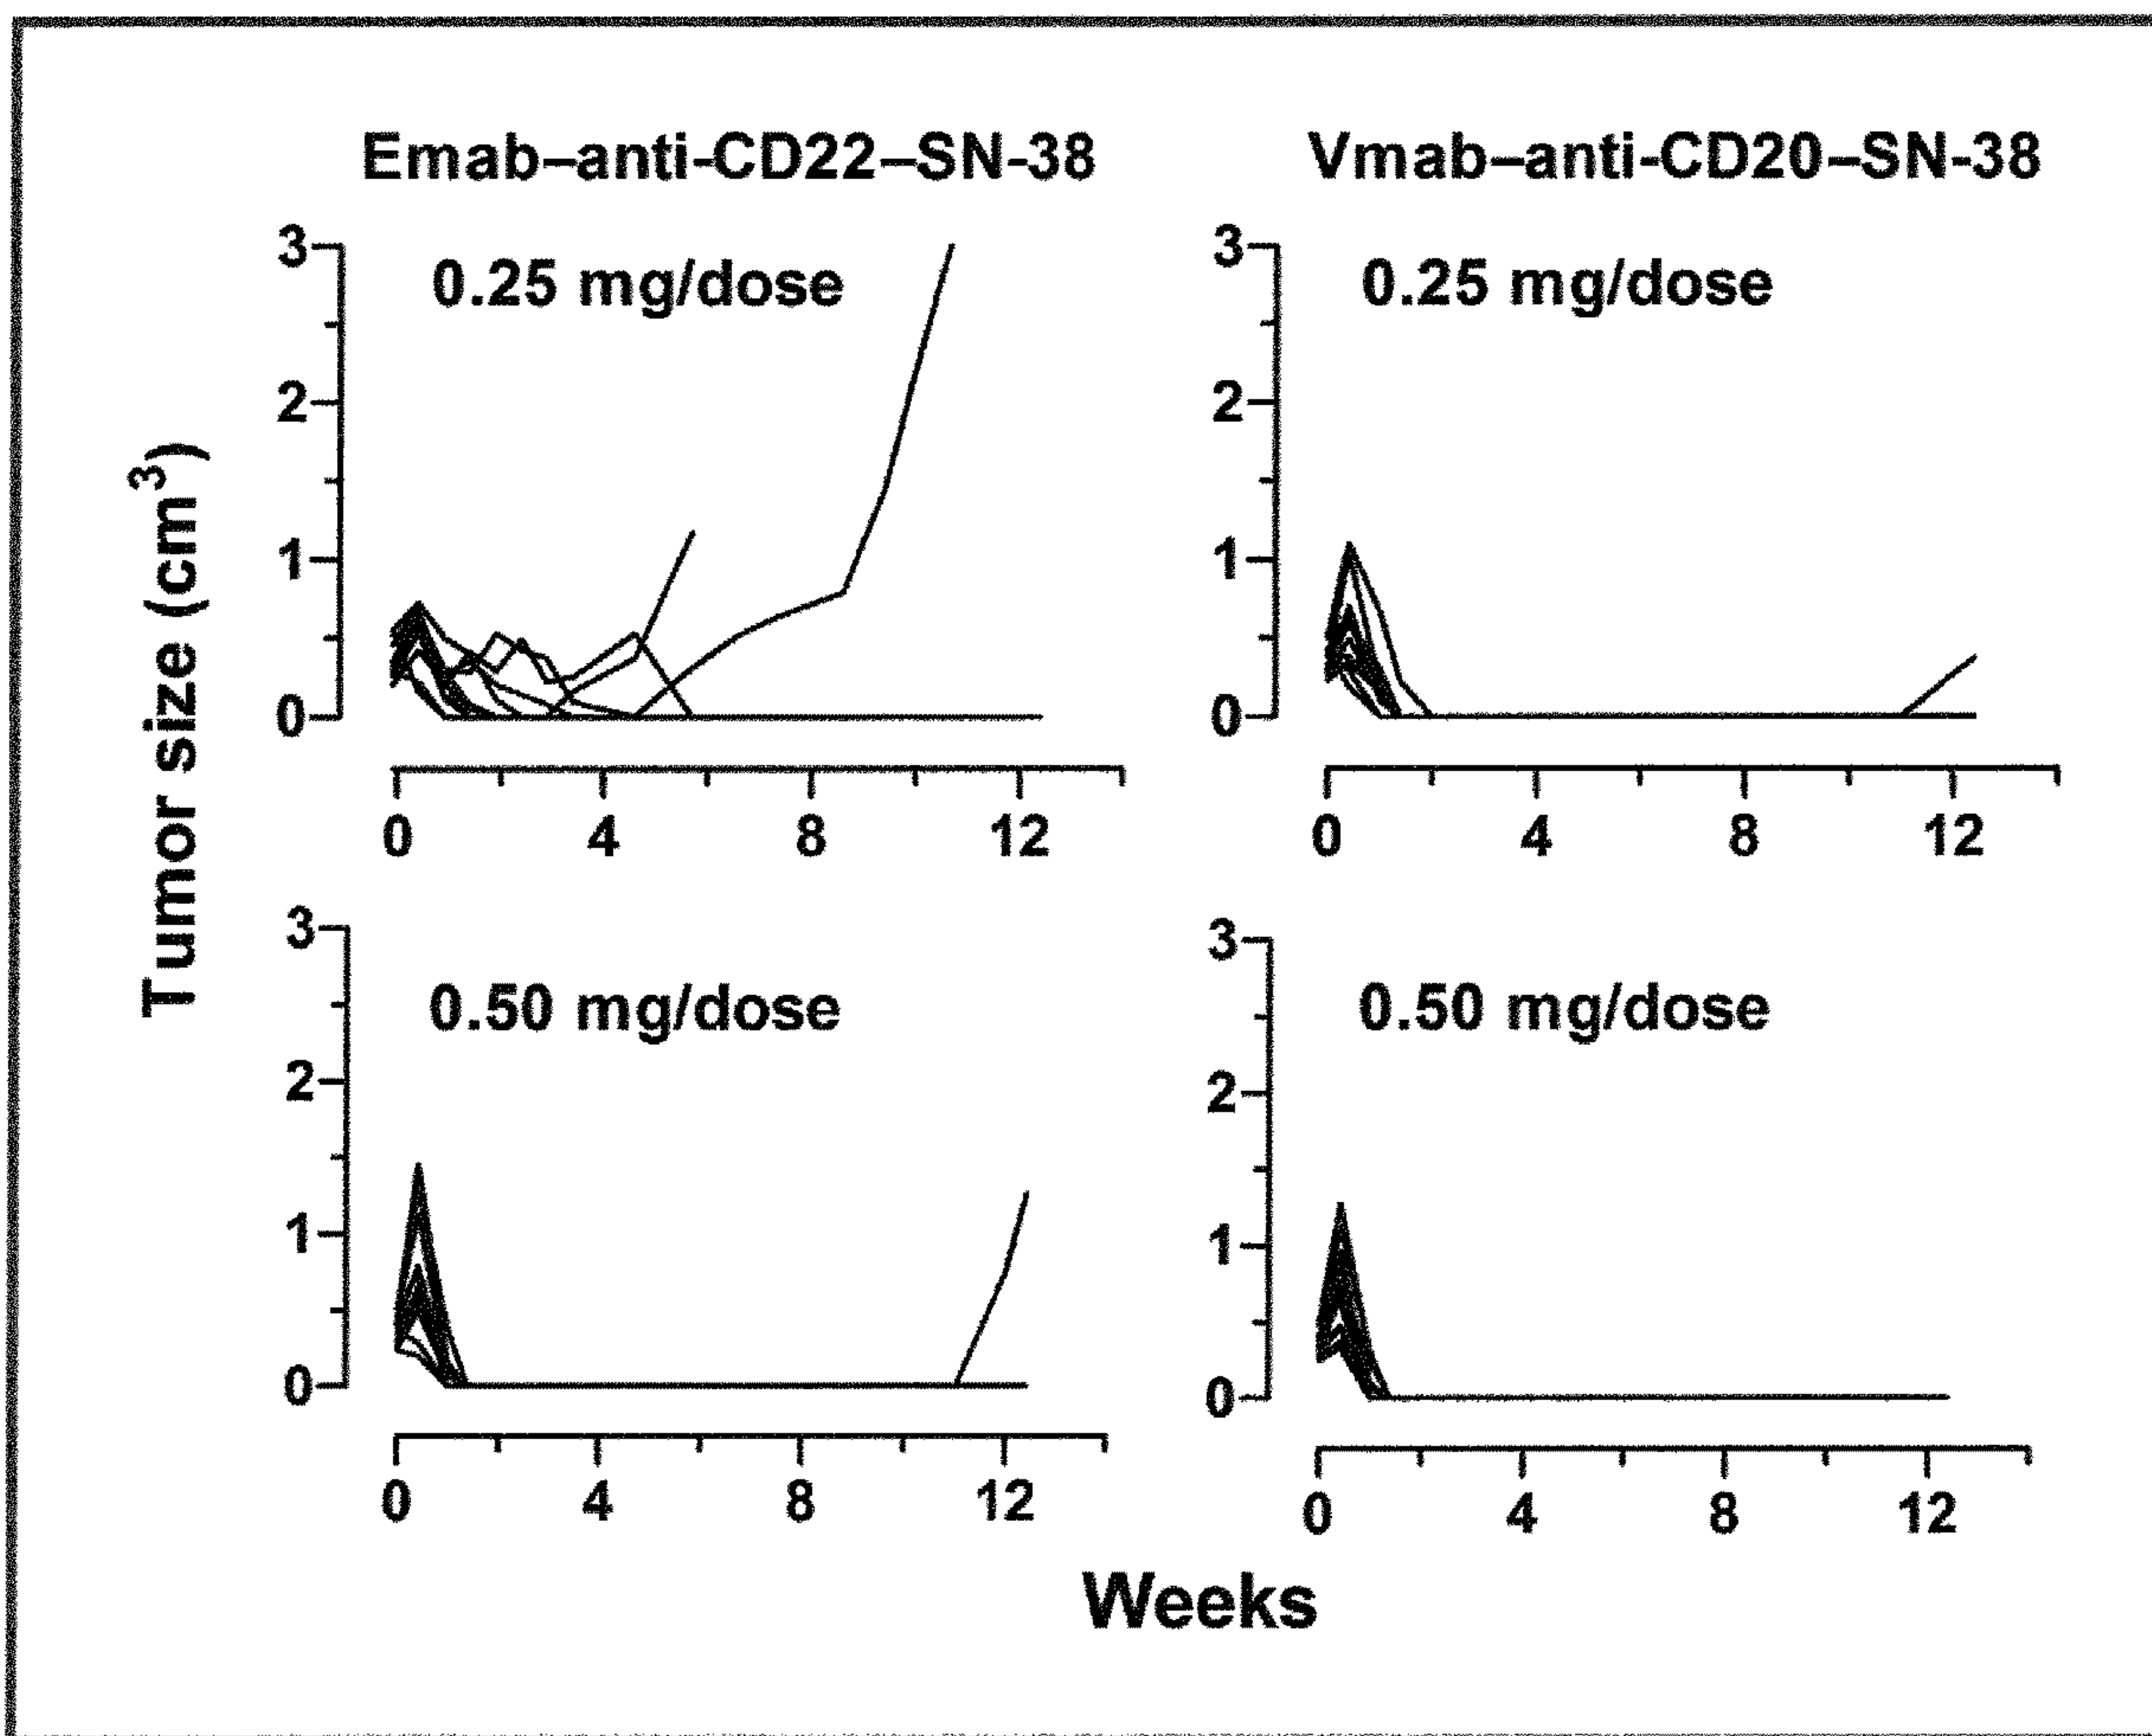 Emab–anti-CD22–SN-38
Vmab–anti-CD20–SN-38
Tumor size (cm³)
0.25 mg/dose
3
2
1
0
0 4 8 12
0.25 mg/dose
3
2
1
0
0 4 8 12
0.50 mg/dose
3
2
1
0
0 4 8 12
0.50 mg/dose
3
2
1
0
0 4 8 12
Weeks